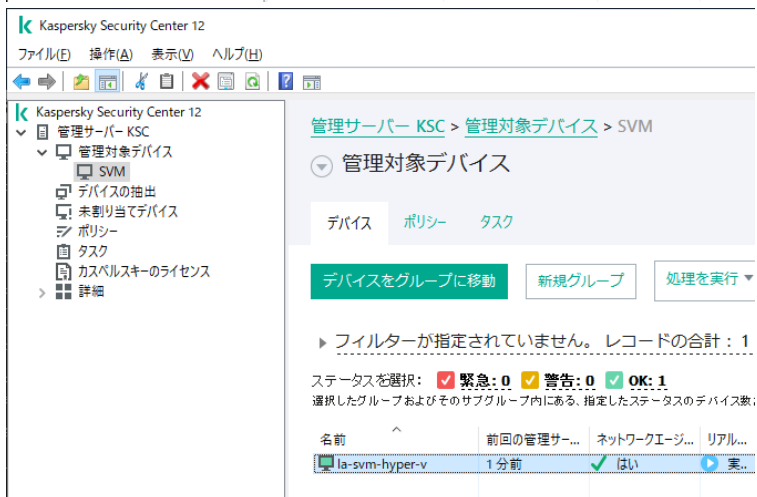 Kaspersky Security Center 12
ファイル(F) 操作(A) 表示(V) ヘルプ(H)
Kaspersky Security Center 12
管理サーバー KSC
管理対象デバイス
SVM
デバイスの抽出
未割り当てデバイス
ポリシー
タスク
カスペルスキーのライセンス
詳細
管理サーバー KSC > 管理対象デバイス > SVM
管理対象デバイス
デバイス ポリシー タスク
デバイスをグループに移動 新規グループ 処理を実行
フィルターが指定されていません。 レコードの合計： 1
ステータスを選択: 緊急: 0 警告: 0 OK: 1
選択したグループおよびそのサブグループ内にある、指定したステータスのデバイス数
名前 前回の管理サー... ネットワークエージ... リアル...
la-svm-hyper-v 1 分前 はい 実..